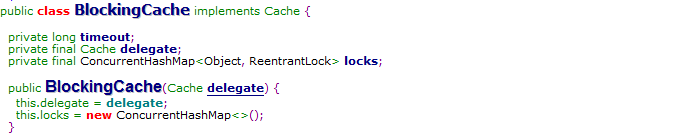 public class BlockingCache implements Cache {
private long timeout;
private final Cache delegate;
private final ConcurrentHashMap<Object, ReentrantLock> locks;
public BlockingCache(Cache delegate) {
this.delegate = delegate;
this.locks = new ConcurrentHashMap<>();
}